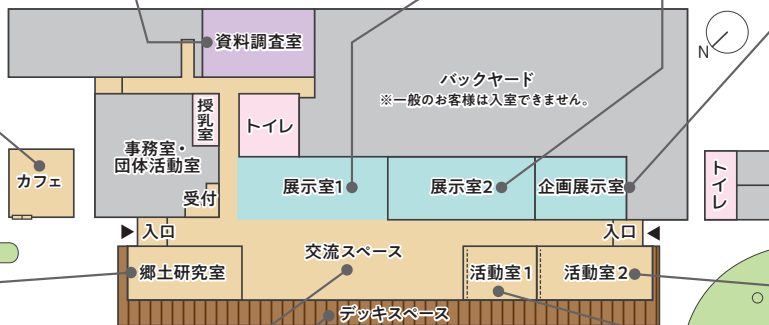 資料調査室
N
バックヤード
※一般のお客様は入室できません。
授乳室
トイレ
事務室・
団体活動室
カフェ
受付
展示室1
展示室2
企画展示室
トイレ
入口
入口
交流スペース
郷土研究室
活動室1
活動室2
デッキスペース